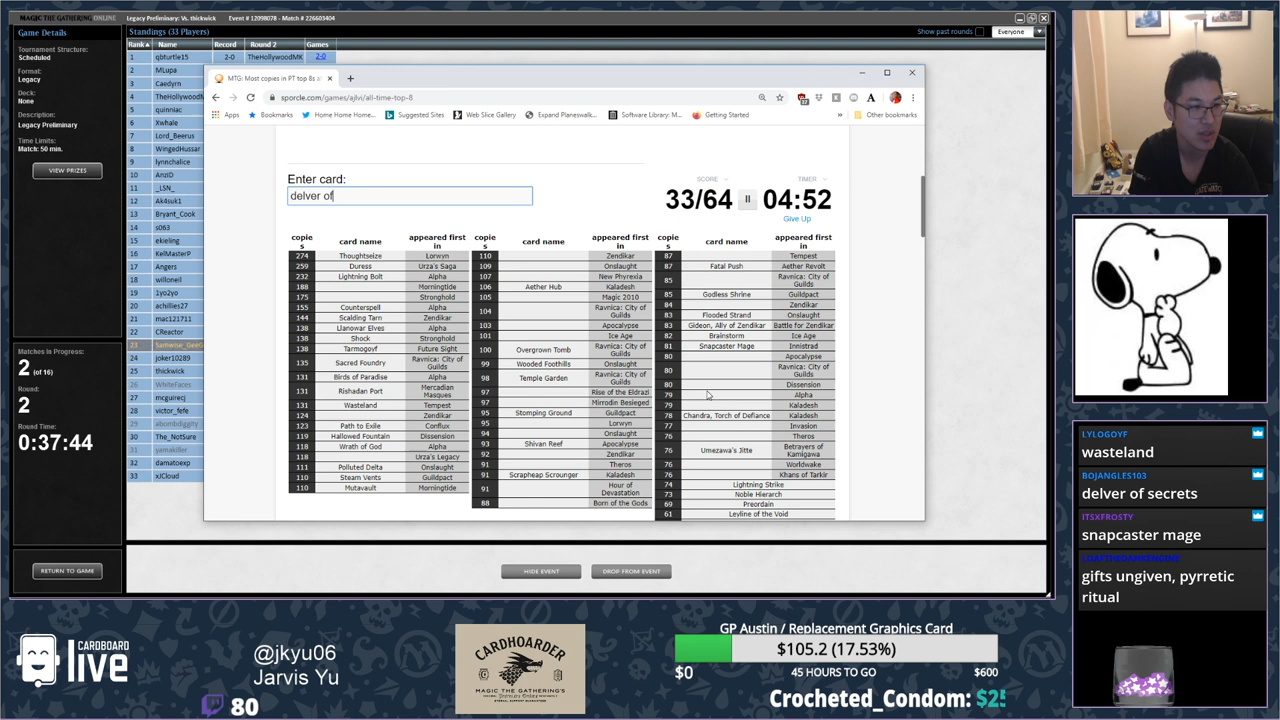 MAGIC THE GATHERING ONLINE Legacy Preliminary: Vs. thickwick Event # 12098078 - Match # 226603404
Game Details
Tournament Structure:
Scheduled
Format:
Legacy
Deck:
None
Description:
Legacy Preliminary
Time Limits:
Match: 50 min.
VIEW PRIZES
Matches In Progress:
2 (of 16)
Round:
2
Round Time:
0:37:44
RETURN TO GAME
Standings (33 Players)
Show past rounds
Everyone
Rank Name Record Round 2 Games
1 qbturtle15 2-0 TheHollywoodMK 2-0
2 MLupa
3 Caedyrn
4 TheHollywoodM
5 quinniac
6 Xwhale
7 Lord_Beerus
8 WingedHussar
9 lynnchalice
10 AnziD
11 _LSN_
12 Ak4suk1
13 Bryant_Cook
14 s063
15 ekieling
16 KelMasterP
17 Angers
18 willoneil
19 1yo2yo
20 achillies27
21 mac121711
22 CReactor
24 joker10289
25 thickwick
26 WhiteFaces
27 mcguirecj
28 victor_fefe
29 abombdiggity
30 The_NotSure
31 yamakiller
32 damatoexp
33 xJCloud
HIDE EVENT
DROP FROM EVENT
MTG: Most copies in PT top 8s a
sporcle.com/games/ajlvi/all-time-top-8
Apps Bookmarks Home Home Home... Suggested Sites Web Slice Gallery Expand Planeswalk... Software Library: M... Getting Started » Other bookmarks
Enter card:
delver of
SCORE
33/64
TIMER
04:52
Give Up
copies card name appeared first in
274 Thoughtseize Lorwyn
259 Duress Urza's Saga
232 Lightning Bolt Alpha
188 Morningtide
175 Stronghold
155 Counterspell Alpha
144 Scalding Tarn Zendikar
138 Llanowar Elves Alpha
138 Shock Stronghold
138 Tarmogoyf Future Sight
135 Sacred Foundry Ravnica: City of Guilds
131 Birds of Paradise Alpha
131 Rishadan Port Mercadian Masques
131 Wasteland Tempest
124 Zendikar
123 Path to Exile Conflux
119 Hallowed Fountain Dissension
118 Wrath of God Alpha
118 Urza's Legacy
111 Polluted Delta Onslaught
110 Steam Vents Guildpact
110 Mutavault Morningtide
copies card name appeared first in
110 Zendikar
109 Onslaught
107 New Phyrexia
106 Aether Hub Kaladesh
105 Magic 2010
104 Ravnica: City of Guilds
103 Apocalypse
101 Ice Age
100 Overgrown Tomb Ravnica: City of Guilds
99 Wooded Foothills Onslaught
98 Temple Garden Ravnica: City of Guilds
97 Rise of the Eldrazi
97 Mirrodin Besieged
95 Stomping Ground Guildpact
95 Lorwyn
94 Onslaught
93 Shivan Reef Apocalypse
92 Zendikar
91 Theros
91 Scrapheap Scrounger Kaladesh
91 Hour of Devastation
88 Born of the Gods
copies card name appeared first in
87 Tempest
87 Fatal Push Aether Revolt
85 Ravnica: City of Guilds
85 Godless Shrine Guildpact
84 Zendikar
83 Flooded Strand Onslaught
83 Gideon, Ally of Zendikar Battle for Zendikar
82 Brainstorm Ice Age
81 Snapcaster Mage Innistrad
80 Apocalypse
80 Ravnica: City of Guilds
80 Dissension
79 Alpha
79 Kaladesh
78 Chandra, Torch of Defiance Kaladesh
77 Invasion
76 Theros
76 Umezawa's Jitte Betrayers of Kamigawa
76 Worldwake
76 Khans of Tarkir
74 Lightning Strike
73 Noble Hierarch
69 Preordain
61 Leyline of the Void
LYLOGOYF
wasteland
BOJANGLES103
delver of secrets
ITSXFROSTY
snapcaster mage
gifts ungiven, pyrretic
ritual
CARDBOARD
live
@jkyu06
Jarvis Yu
80
CARDHOARDER
MAGIC THE GATHERING'S
GP Austin / Replacement Graphics Card
$105.2 (17.53%)
$0 45 HOURS TO GO $600
Crocheted_Condom: $2